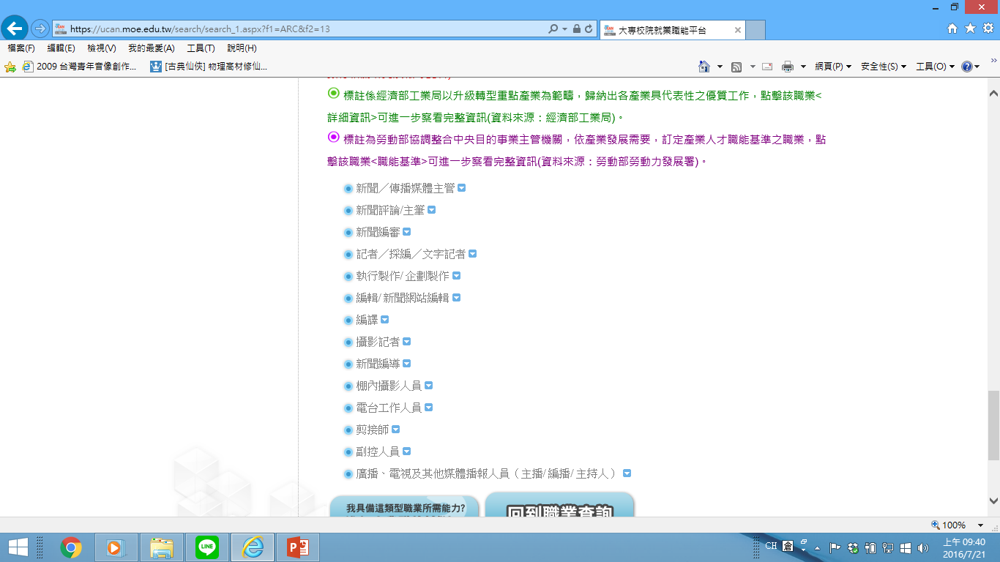 https://ucan.moe.edu.tw/search/search_1.aspx?f1=ARC&f2=13
大專校院就業職能平台
檔案(F) 編輯(E) 檢視(V) 我的最愛(A) 工具(T) 說明(H)
2009 台灣青年音像創作... [古典仙俠] 物理高材修仙...
網頁(P) 安全性(S) 工具(O)
標註係經濟部工業局以升級轉型重點產業為範疇，歸納出各產業具代表性之優質工作，點擊該職業<
詳細資訊>可進一步察看完整資訊(資料來源：經濟部工業局)。
標註為勞動部協調整合中央目的事業主管機關，依產業發展需要，訂定產業人才職能基準之職業，點
擊該職業<職能基準>可進一步察看完整資訊(資料來源：勞動部勞動力發展署)。
新聞／傳播媒體主管
新聞評論/主筆
新聞編審
記者／採編／文字記者
執行製作/企劃製作
編輯/新聞網站編輯
編譯
攝影記者
新聞編導
棚內攝影人員
電台工作人員
剪接師
副控人員
廣播、電視及其他媒體播報人員（主播/編播/主持人）
我具備這類型職業所需能力?
回到職業查詢
100%
CH 倉
上午 09:40
2016/7/21